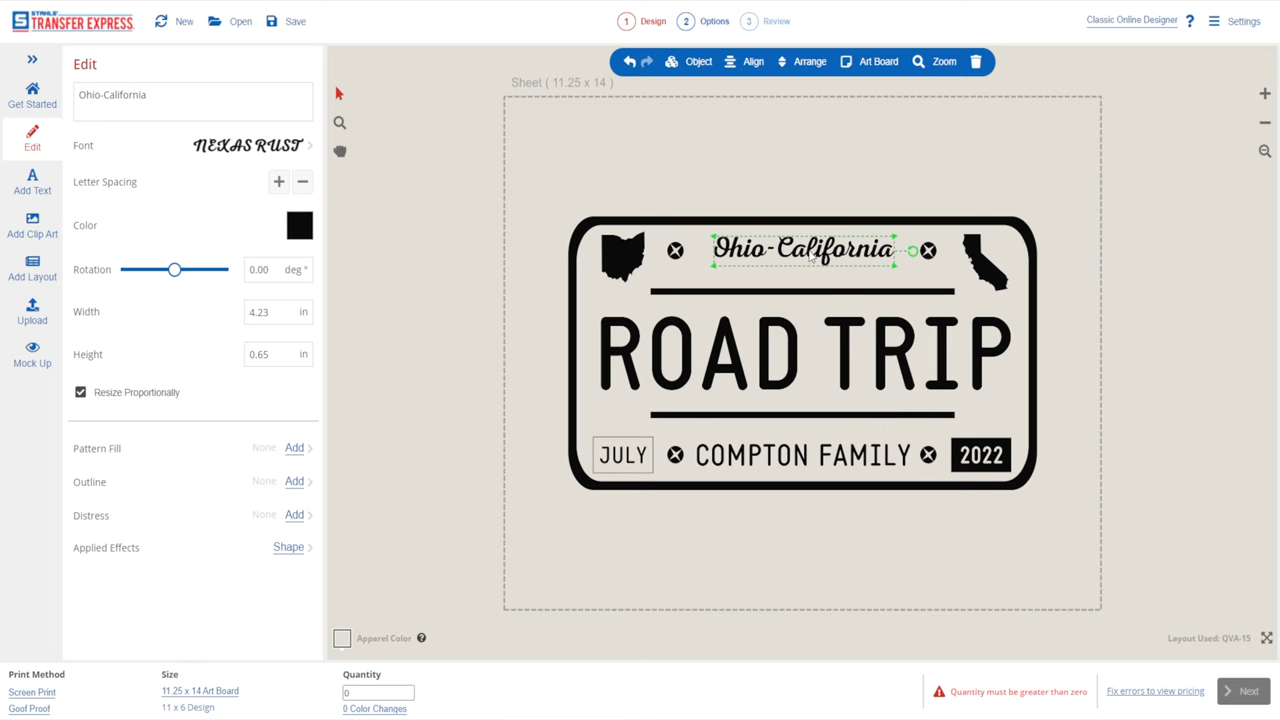 STAHLS'
TRANSFER EXPRESS.
New
Open
Save
1 Design
2 Options
3 Review
Classic Online Designer
?
Settings
Get Started
Edit
Add Text
Add Clip Art
Add Layout
Upload
Mock Up
Edit
Ohio-California
Font NEXAS RUST
Letter Spacing + −
Color
Rotation 0.00 deg °
Width 4.23 in
Height 0.65 in
Resize Proportionally
Pattern Fill None Add
Outline None Add
Distress None Add
Applied Effects Shape
Object
Align
Arrange
Art Board
Zoom
Sheet ( 11.25 x 14 )
Ohio-California
ROAD TRIP
JULY COMPTON FAMILY 2022
Apparel Color ?
Layout Used: QVA-15
Print Method
Screen Print
Goof Proof
Size
11.25 x 14 Art Board
11 x 6 Design
Quantity
0
0 Color Changes
Quantity must be greater than zero
Fix errors to view pricing
Next